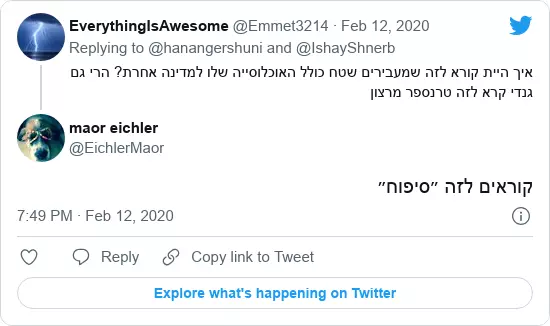 EverythingIsAwesome @Emmet3214 · Feb 12, 2020
Replying to @hanangershuni and @IshayShnerb
איך היית קורא לזה שמעבירים שטח כולל האוכלוסייה שלו למדינה אחרת? הרי גם
גנדי קרא לזה טרנספר מרצון
maor eichler
@EichlerMaor
קוראים לזה ״סיפוח״
7:49 PM · Feb 12, 2020
Reply
Copy link to Tweet
Explore what's happening on Twitter